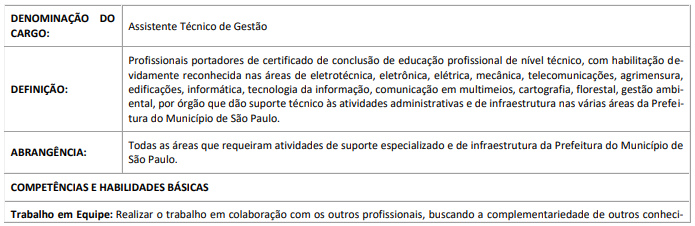 DENOMINAÇÃO DO
CARGO:
Assistente Técnico de Gestão
DEFINIÇÃO:
Profissionais portadores de certificado de conclusão de educação profissional de nível técnico, com habilitação de-
vidamente reconhecida nas áreas de eletrotécnica, eletrônica, elétrica, mecânica, telecomunicações, agrimensura,
edificações, informática, tecnologia da informação, comunicação em multimeios, cartografia, florestal, gestão ambi-
ental, por órgão que dão suporte técnico às atividades administrativas e de infraestrutura nas várias áreas da Prefei-
tura do Município de São Paulo.
ABRANGÊNCIA:
Todas as áreas que requeiram atividades de suporte especializado e de infraestrutura da Prefeitura do Município de
São Paulo.
COMPETÊNCIAS E HABILIDADES BÁSICAS
Trabalho em Equipe: Realizar o trabalho em colaboração com os outros profissionais, buscando a complementariedade de outros conheci-